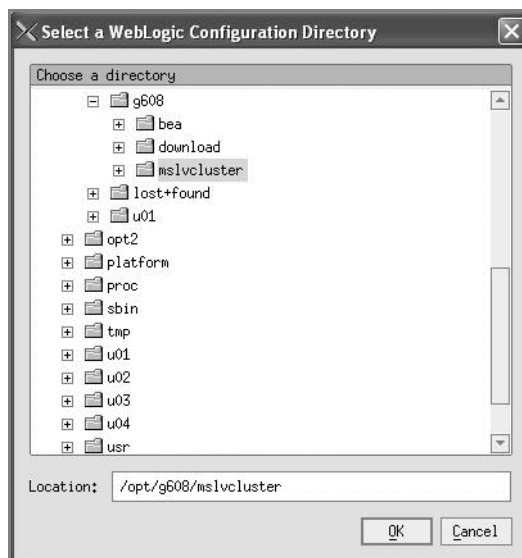 Select a WebLogic Configuration Directory
Choose a directory
g608
bea
download
mslvcluster
lost+found
u01
opt2
platform
proc
sbin
tmp
u01
u02
u03
u04
usr
Location: /opt/g608/mslvcluster
OK Cancel